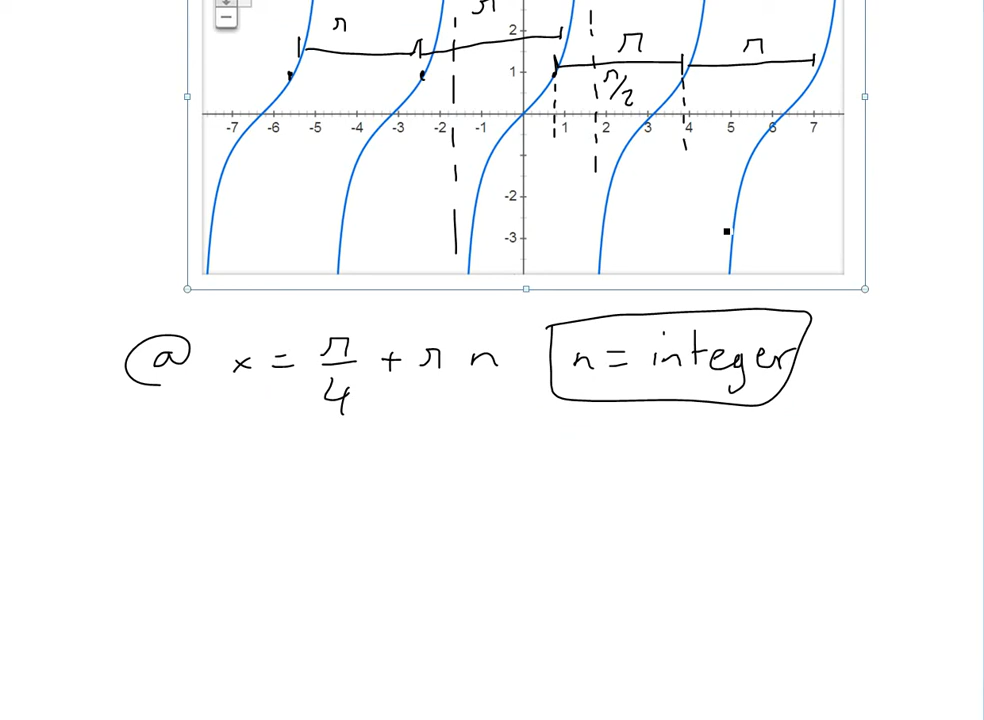 π π 2 π π
1 π/2
-7 -6 -5 -4 -3 -2 -1 1 2 3 4 5 6 7
-2
-3
@ x = π/4 + π n n = integer